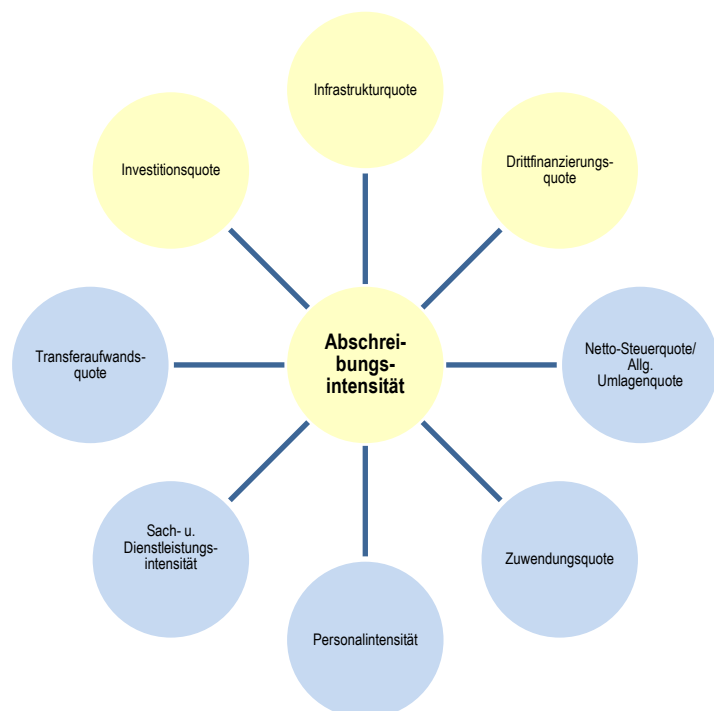 Infrastrukturquote
Investitionsquote
Drittfinanzierungs-
quote
Transferaufwands-
quote
Abschrei-
bungs-
intensität
Netto-Steuerquote/
Allg.
Umlagenquote
Sach- u.
Dienstleistungs-
intensität
Zuwendungsquote
Personalintensität